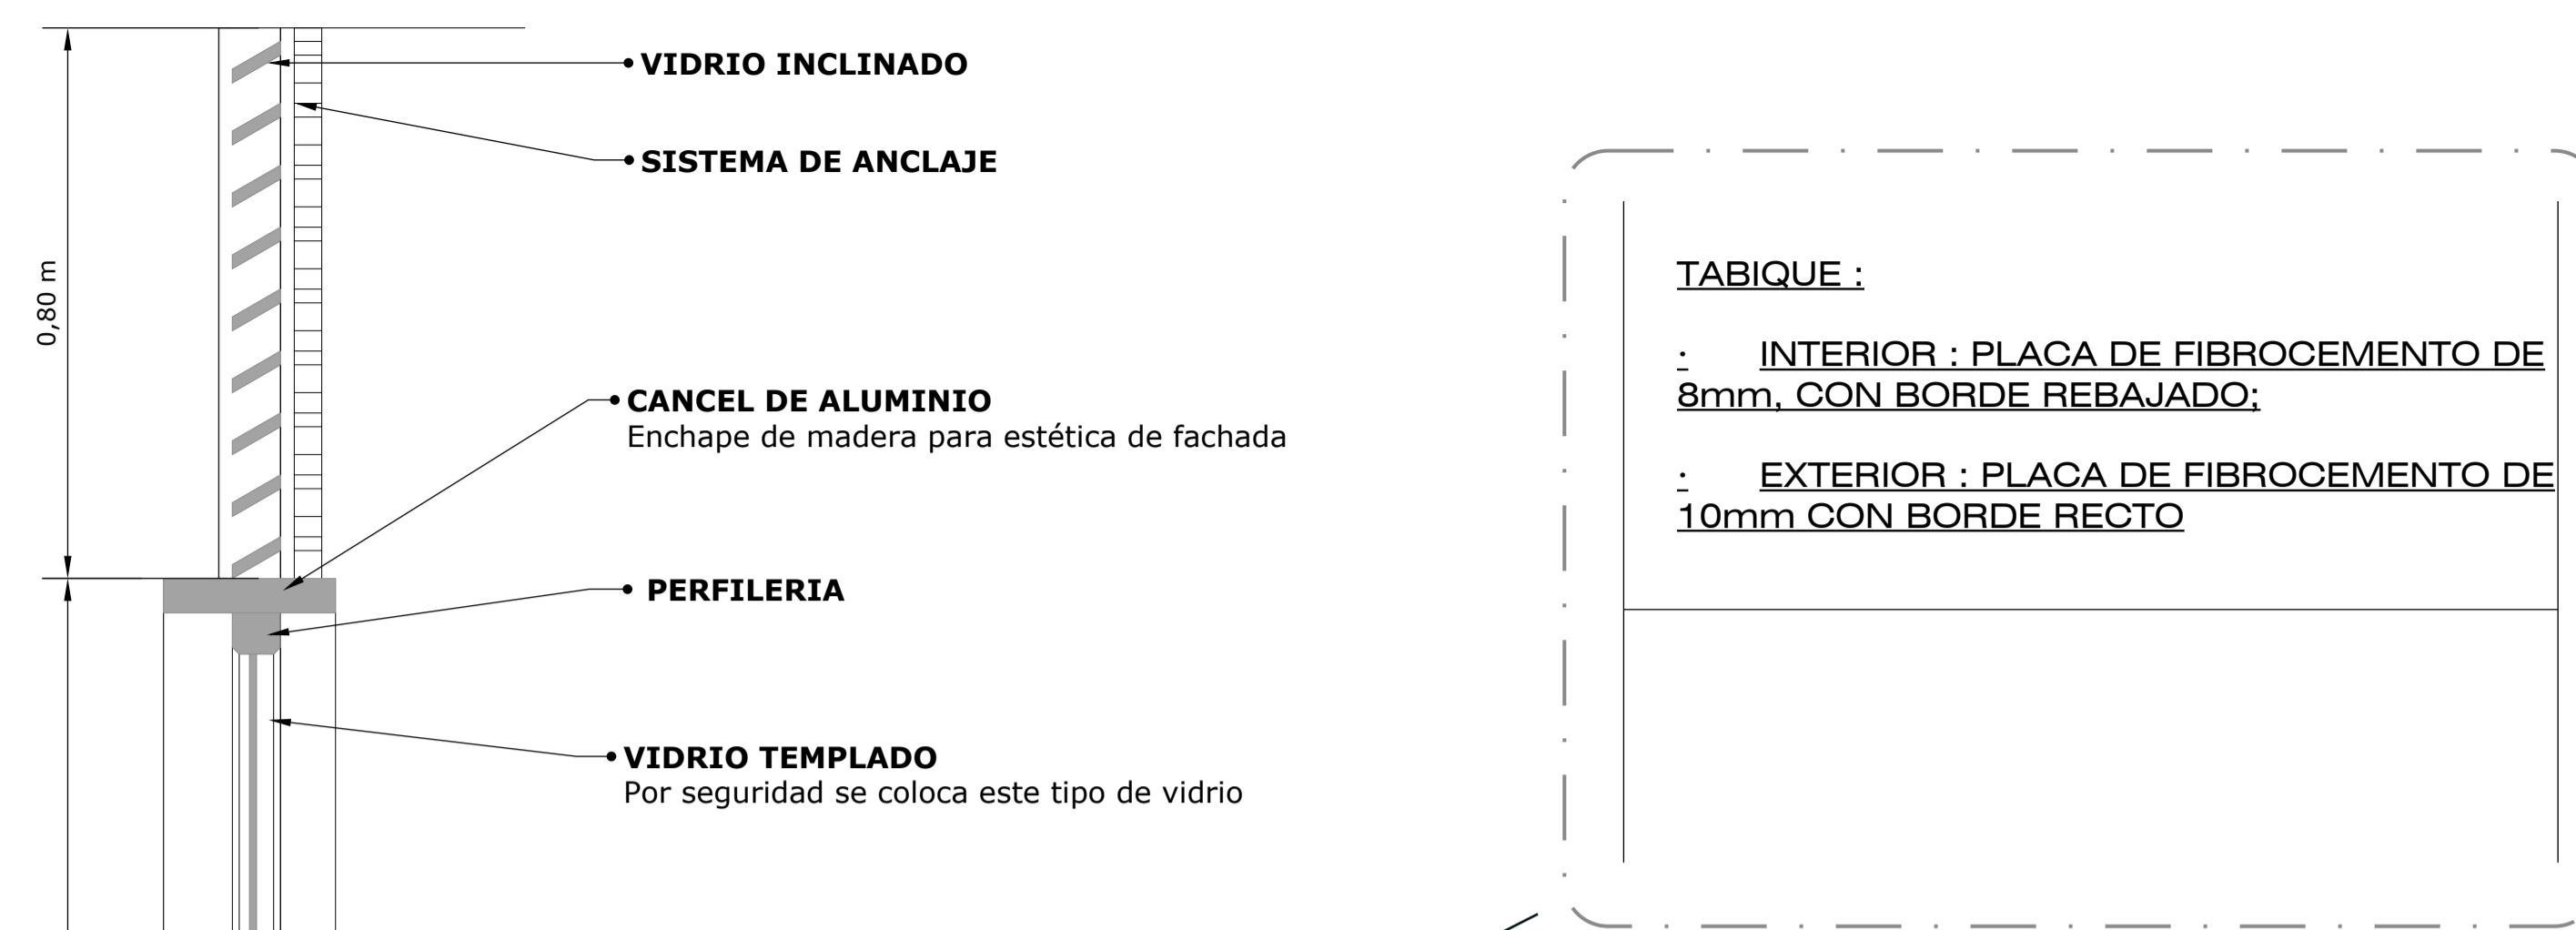 VIDRIO INCLINADO
SISTEMA DE ANCLAJE
0,80 m
CANCEL DE ALUMINIO
Enchape de madera para estética de fachada
PERFILERIA
VIDRIO TEMPLADO
Por seguridad se coloca este tipo de vidrio
TABIQUE :
· INTERIOR : PLACA DE FIBROCEMENTO DE
8mm, CON BORDE REBAJADO;
· EXTERIOR : PLACA DE FIBROCEMENTO DE
10mm CON BORDE RECTO